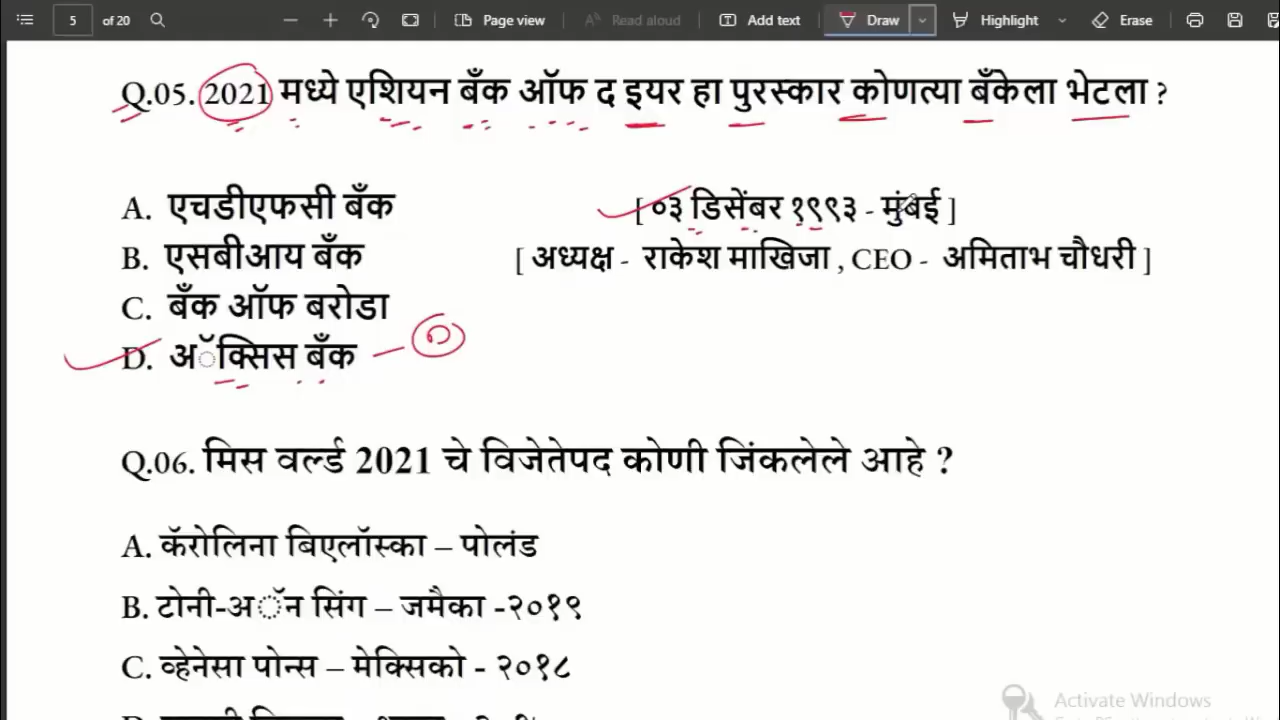 5 of 20 Page view Read aloud Add text Draw Highlight Erase
Q.05. 2021 मध्ये एशियन बँक ऑफ द इयर हा पुरस्कार कोणत्या बँकेला भेटला ?
A. एचडीएफसी बँक [ ०३ डिसेंबर १९९३ - मुंबई ]
B. एसबीआय बँक [ अध्यक्ष - राकेश माखिजा , CEO - अमिताभ चौधरी ]
C. बँक ऑफ बरोडा
D. अॅक्सिस बँक
Q.06. मिस वर्ल्ड 2021 चे विजेतेपद कोणी जिंकलेले आहे ?
A. कॅरोलिना बिएलॉस्का – पोलंड
B. टोनी-अॅन सिंग – जमैका -२०१९
C. व्हेनेसा पोन्स – मेक्सिको - २०१८
Activate Windows